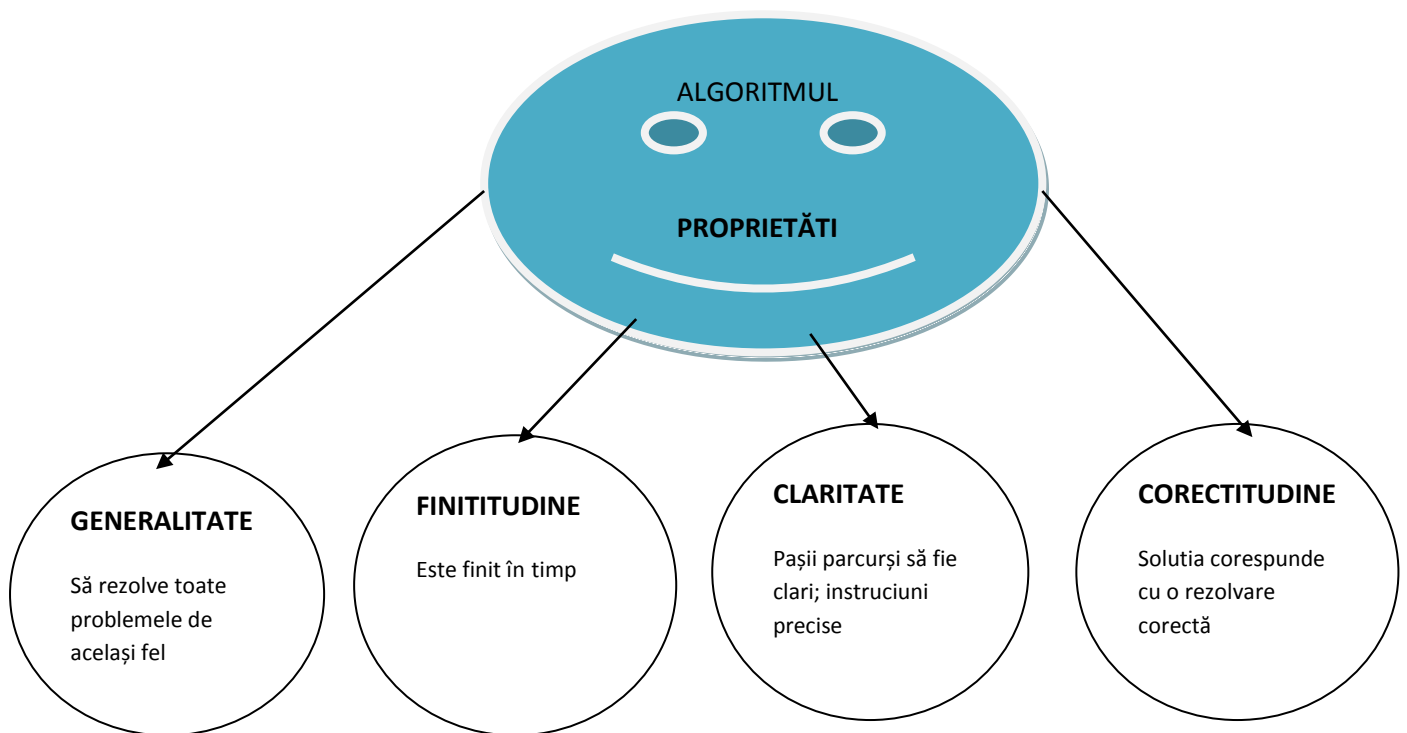 ALGORITMUL
PROPRIETĂTI
GENERALITATE
Să rezolve toate
problemele de
același fel
FINITITUDINE
Este finit în timp
CLARITATE
Pașii parcurși să fie
clari; instruciuni
precise
CORECTITUDINE
Solutia corespunde
cu o rezolvare
corectă